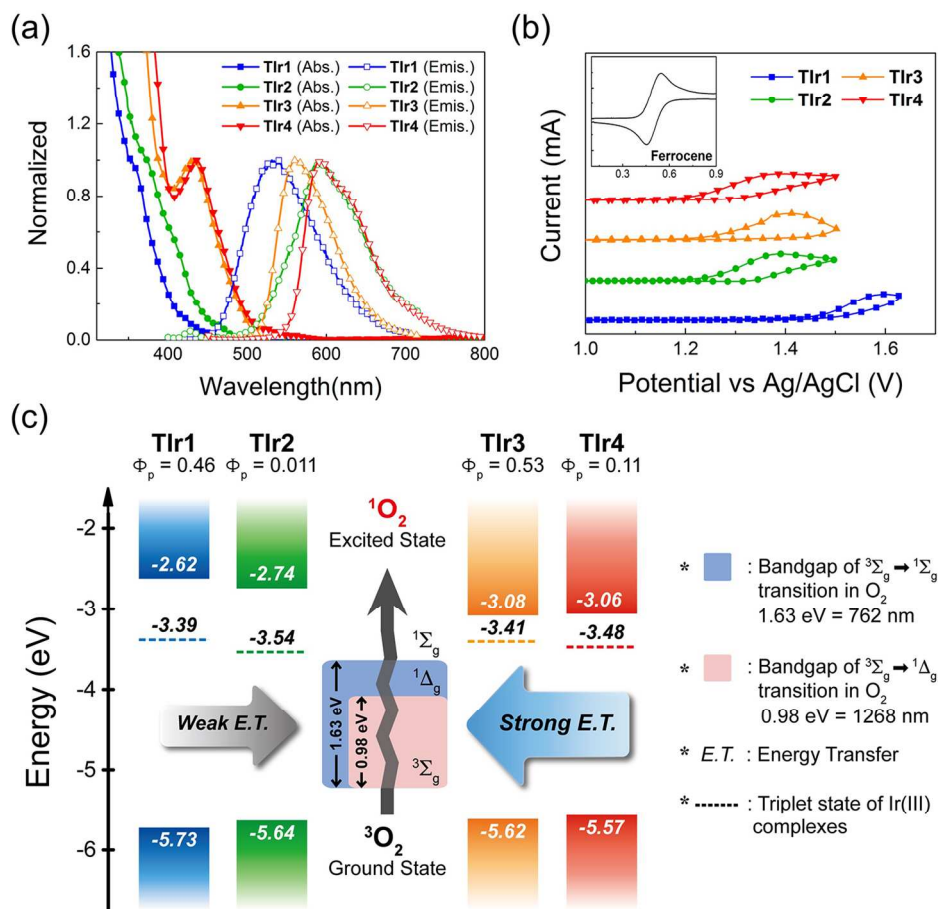 (a)
1.6
1.2
0.8
0.4
0.0
Normalized
400 500 600 700 800
Wavelength(nm)
TIr1 (Abs.) TIr1 (Emis.)
TIr2 (Abs.) TIr2 (Emis.)
TIr3 (Abs.) TIr3 (Emis.)
TIr4 (Abs.) TIr4 (Emis.)
(b)
Current (mA)
Ferrocene
0.3 0.6 0.9
TIr1 TIr3
TIr2 TIr4
1.0 1.2 1.4 1.6
Potential vs Ag/AgCl (V)
(c)
Energy (eV)
-2
-3
-4
-5
-6
TIr1 TIr2 TIr3 TIr4
Φp = 0.46 Φp = 0.011 Φp = 0.53 Φp = 0.11
¹O₂
Excited State
-2.62 -2.74 -3.08 -3.06
-3.39 -3.54 -3.41 -3.48
¹Σg
¹Δg
Weak E.T.
1.63 eV
0.98 eV
Strong E.T.
³Σg
-5.73 -5.64 -5.62 -5.57
³O₂
Ground State
* : Bandgap of ³Σg ➞ ¹Σg
transition in O₂
1.63 eV = 762 nm
* : Bandgap of ³Σg ➞ ¹Δg
transition in O₂
0.98 eV = 1268 nm
* E.T. : Energy Transfer
* ----- : Triplet state of Ir(III)
complexes